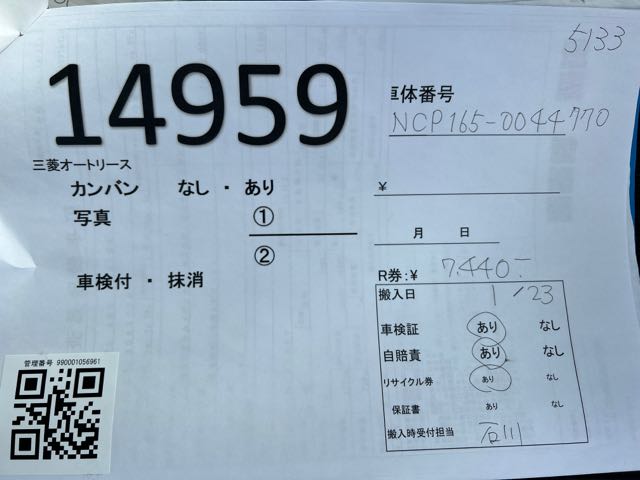 5133
14959
車体番号
NCP165-0044770
三菱オートリース
カンバン なし ・ あり
¥
写真 ①
月 日
②
車検付 ・ 抹消
R券:¥ 7,440-
搬入日 1/23
車検証 あり なし
自賠責 あり なし
リサイクル券 あり なし
保証書 あり なし
搬入時受付担当 石川
管理番号 990001056961